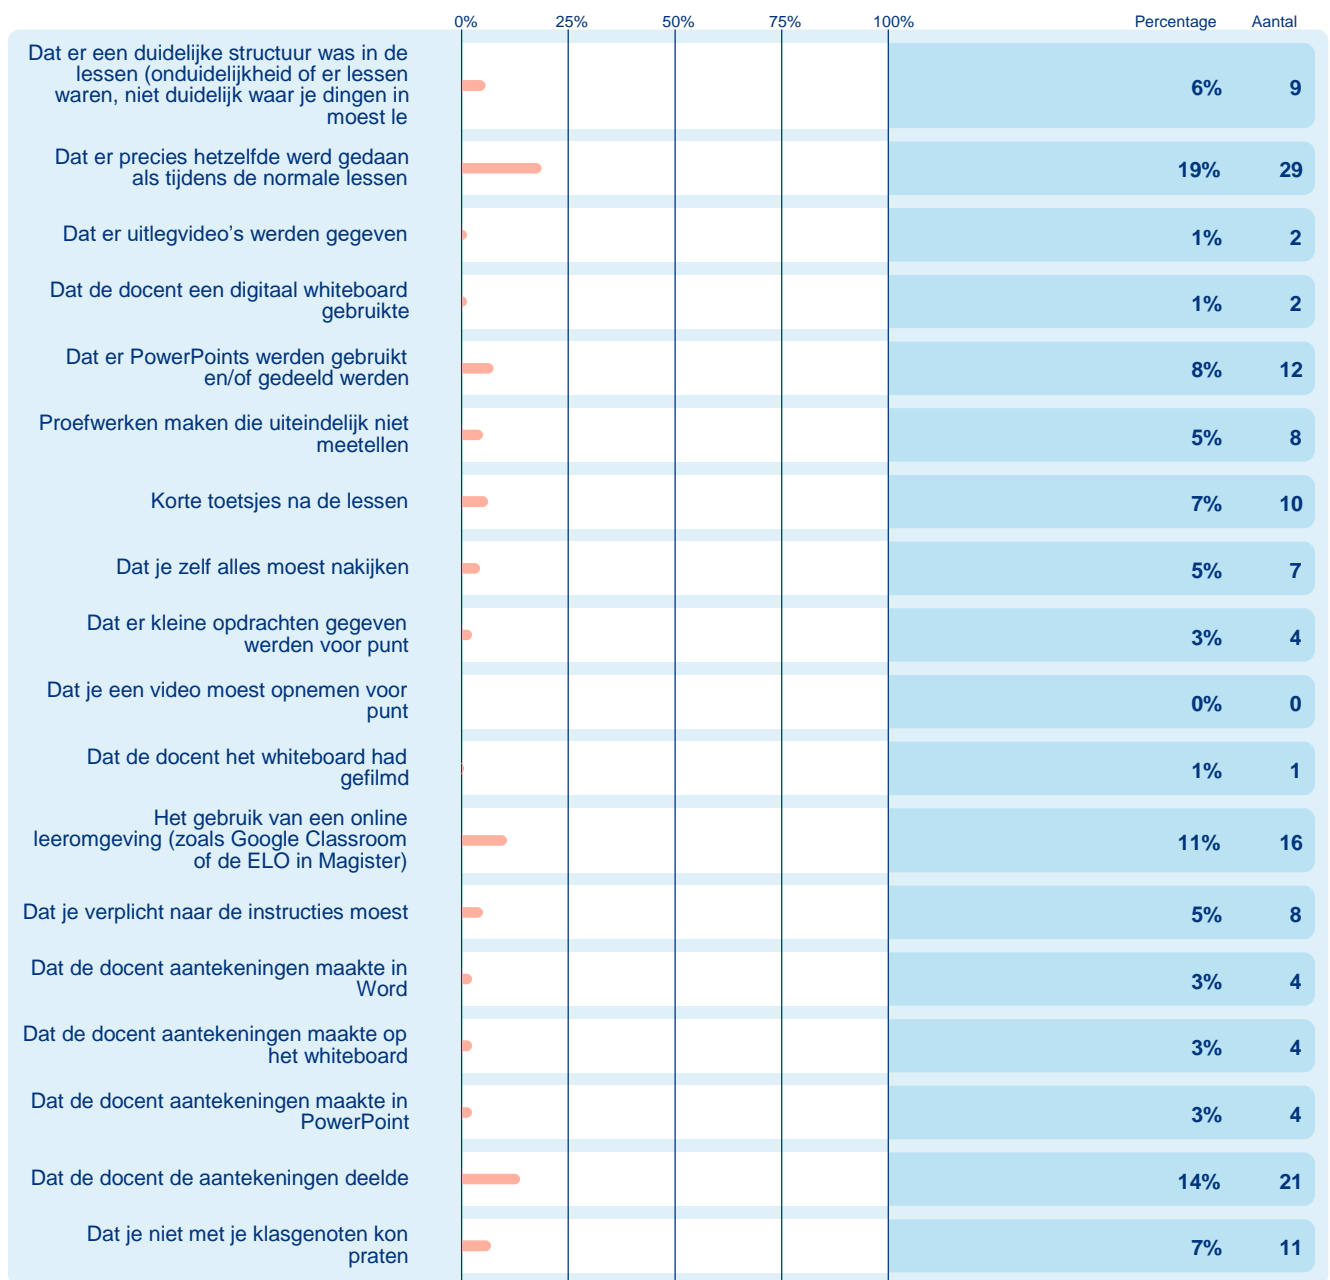 0% 25% 50% 75% 100% Percentage Aantal
Dat er een duidelijke structuur was in de
lessen (onduidelijkheid of er lessen
waren, niet duidelijk waar je dingen in
moest le
6% 9
Dat er precies hetzelfde werd gedaan
als tijdens de normale lessen
19% 29
Dat er uitlegvideo's werden gegeven
1% 2
Dat de docent een digitaal whiteboard
gebruikte
1% 2
Dat er PowerPoints werden gebruikt
en/of gedeeld werden
8% 12
Proefwerken maken die uiteindelijk niet
meetellen
5% 8
Korte toetsjes na de lessen
7% 10
Dat je zelf alles moest nakijken
5% 7
Dat er kleine opdrachten gegeven
werden voor punt
3% 4
Dat je een video moest opnemen voor
punt
0% 0
Dat de docent het whiteboard had
gefilmd
1% 1
Het gebruik van een online
leeromgeving (zoals Google Classroom
of de ELO in Magister)
11% 16
Dat je verplicht naar de instructies moest
5% 8
Dat de docent aantekeningen maakte in
Word
3% 4
Dat de docent aantekeningen maakte op
het whiteboard
3% 4
Dat de docent aantekeningen maakte in
PowerPoint
3% 4
Dat de docent de aantekeningen deelde
14% 21
Dat je niet met je klasgenoten kon
praten
7% 11